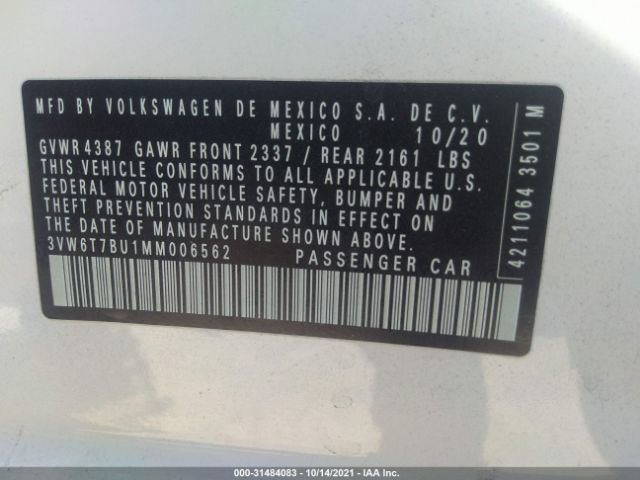 MFD BY VOLKSWAGEN DE MEXICO S.A. DE C.V.
MEXICO 10/20
GVWR 4387 GAWR FRONT 2337 / REAR 2161 LBS
THIS VEHICLE CONFORMS TO ALL APPLICABLE U.S.
FEDERAL MOTOR VEHICLE SAFETY, BUMPER AND
THEFT PREVENTION STANDARDS IN EFFECT ON
THE DATE OF MANUFACTURE SHOWN ABOVE.
3VW6T7BU1MM006562 PASSENGER CAR
4211064 3501 M
000-31484083 - 10/14/2021 - IAA Inc.